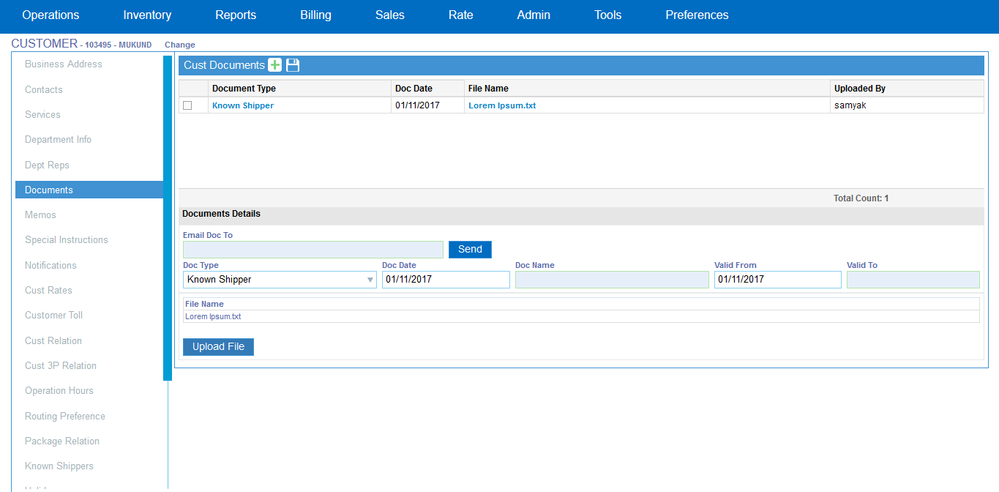 Operations Inventory Reports Billing Sales Rate Admin Tools Preferences
CUSTOMER - 103495 - MUKUND Change
Business Address
Contacts
Services
Department Info
Dept Reps
Documents
Memos
Special Instructions
Notifications
Cust Rates
Customer Toll
Cust Relation
Cust 3P Relation
Operation Hours
Routing Preference
Package Relation
Known Shippers
Cust Documents
Document Type Doc Date File Name Uploaded By
Known Shipper 01/11/2017 Lorem Ipsum.txt samyak
Total Count: 1
Documents Details
Email Doc To
Send
Doc Type Doc Date Doc Name Valid From Valid To
Known Shipper 01/11/2017 01/11/2017
File Name
Lorem Ipsum.txt
Upload File